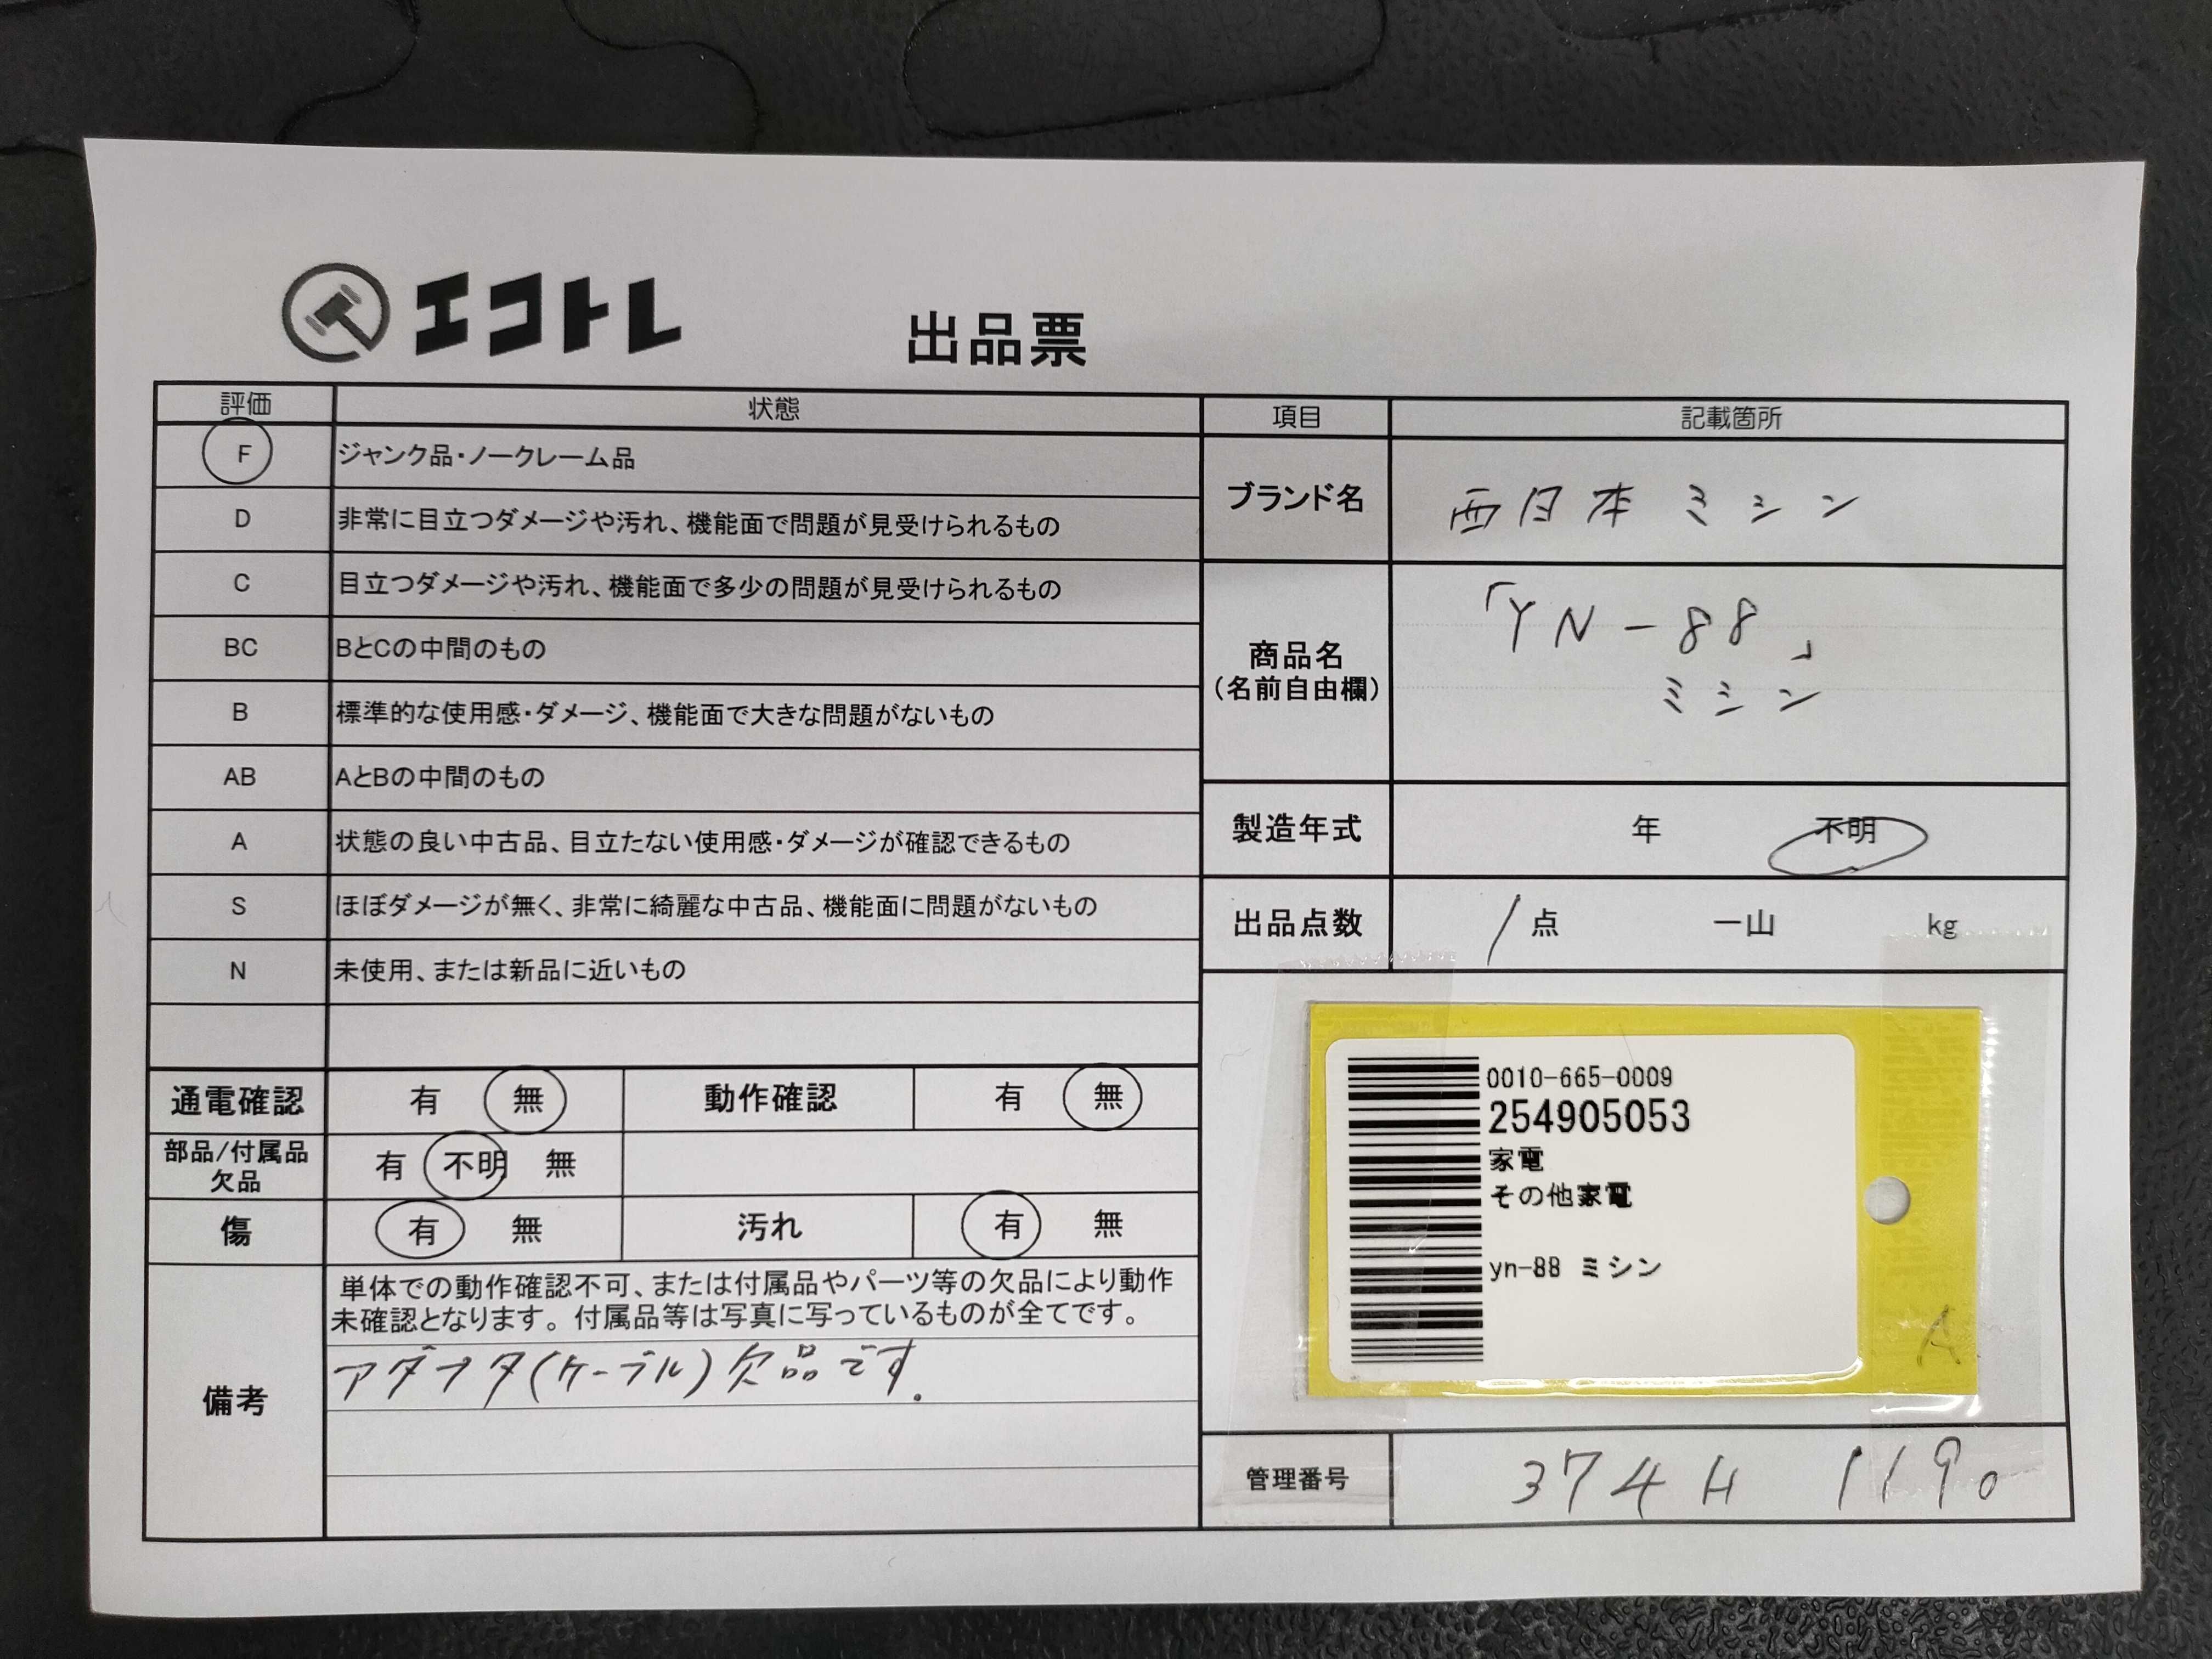 エコトレ
出品票
評価 状態
F ジャンク品・ノークレーム品
D 非常に目立つダメージや汚れ、機能面で問題が見受けられるもの
C 目立つダメージや汚れ、機能面で多少の問題が見受けられるもの
BC BとCの中間のもの
B 標準的な使用感・ダメージ、機能面で大きな問題がないもの
AB AとBの中間のもの
A 状態の良い中古品、目立たない使用感・ダメージが確認できるもの
S ほぼダメージが無く、非常に綺麗な中古品、機能面に問題がないもの
N 未使用、または新品に近いもの
通電確認 有 無 動作確認 有 無
部品/付属品
欠品
有 不明 無
傷 有 無 汚れ 有 無
備考
単体での動作確認不可、または付属品やパーツ等の欠品により動作
未確認となります。付属品等は写真に写っているものが全てです。
アダプタ(ケーブル)欠品です.
項目 記載箇所
ブランド名 西日本ミシン
商品名
(名前自由欄)
「YN-88」
ミシン
製造年式 年 不明
出品点数 1点 一山 kg
0010-665-0009
254905053
家電
その他家電
yn-88 ミシン
A
管理番号 374H 1190